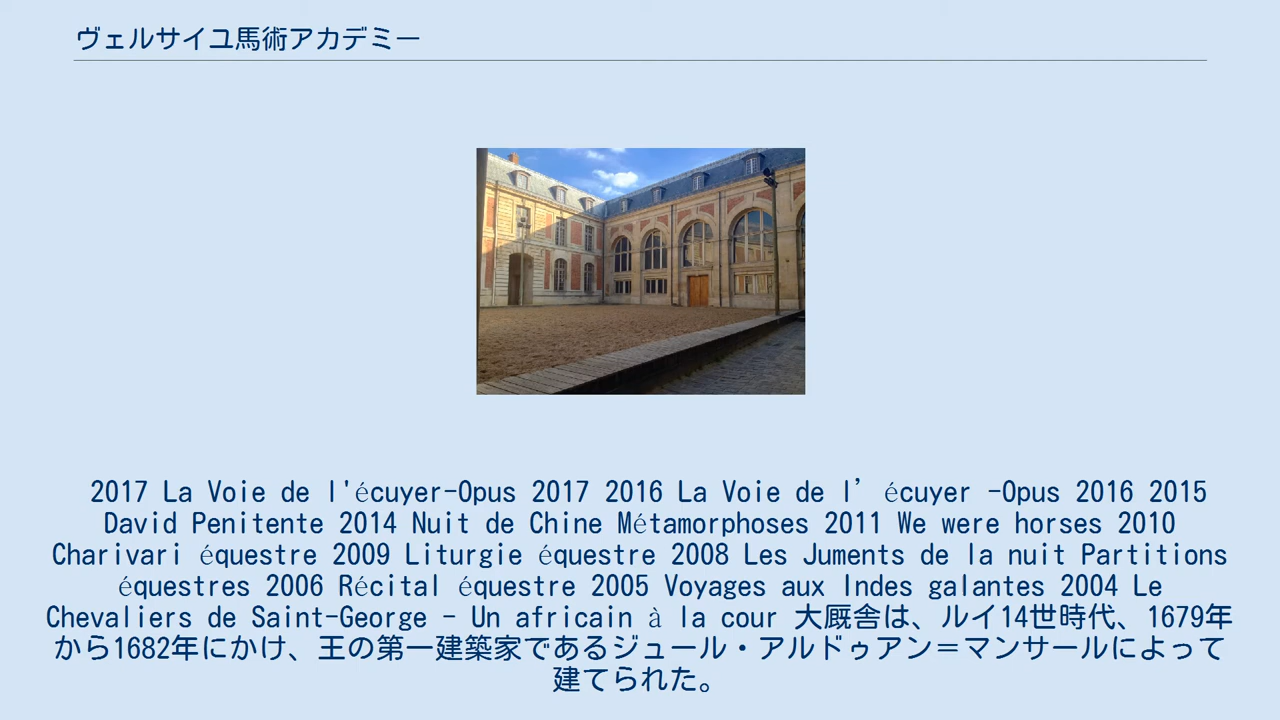 ヴェルサイユ馬術アカデミー
2017 La Voie de l'écuyer-Opus 2017 2016 La Voie de l’écuyer -Opus 2016 2015
David Penitente 2014 Nuit de Chine Métamorphoses 2011 We were horses 2010
Charivari équestre 2009 Liturgie équestre 2008 Les Juments de la nuit Partitions
équestres 2006 Récital équestre 2005 Voyages aux Indes galantes 2004 Le
Chevaliers de Saint-George – Un africain à la cour 大厩舎は、ルイ14世時代、1679年
から1682年にかけ、王の第一建築家であるジュール・アルドゥアン＝マンサールによって
建てられた。